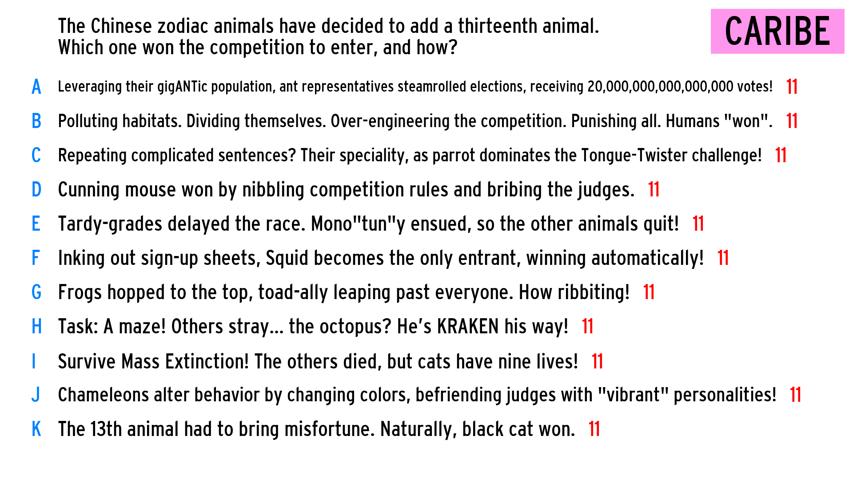 The Chinese zodiac animals have decided to add a thirteenth animal.
Which one won the competition to enter, and how?
CARIBE
A Leveraging their gigANTic population, ant representatives steamrolled elections, receiving 20,000,000,000,000,000 votes! 11
B Polluting habitats. Dividing themselves. Over-engineering the competition. Punishing all. Humans "won". 11
C Repeating complicated sentences? Their speciality, as parrot dominates the Tongue-Twister challenge! 11
D Cunning mouse won by nibbling competition rules and bribing the judges. 11
E Tardy-grades delayed the race. Mono"tun"y ensued, so the other animals quit! 11
F Inking out sign-up sheets, Squid becomes the only entrant, winning automatically! 11
G Frogs hopped to the top, toad-ally leaping past everyone. How ribbiting! 11
H Task: A maze! Others stray... the octopus? He's KRAKEN his way! 11
I Survive Mass Extinction! The others died, but cats have nine lives! 11
J Chameleons alter behavior by changing colors, befriending judges with "vibrant" personalities! 11
K The 13th animal had to bring misfortune. Naturally, black cat won. 11